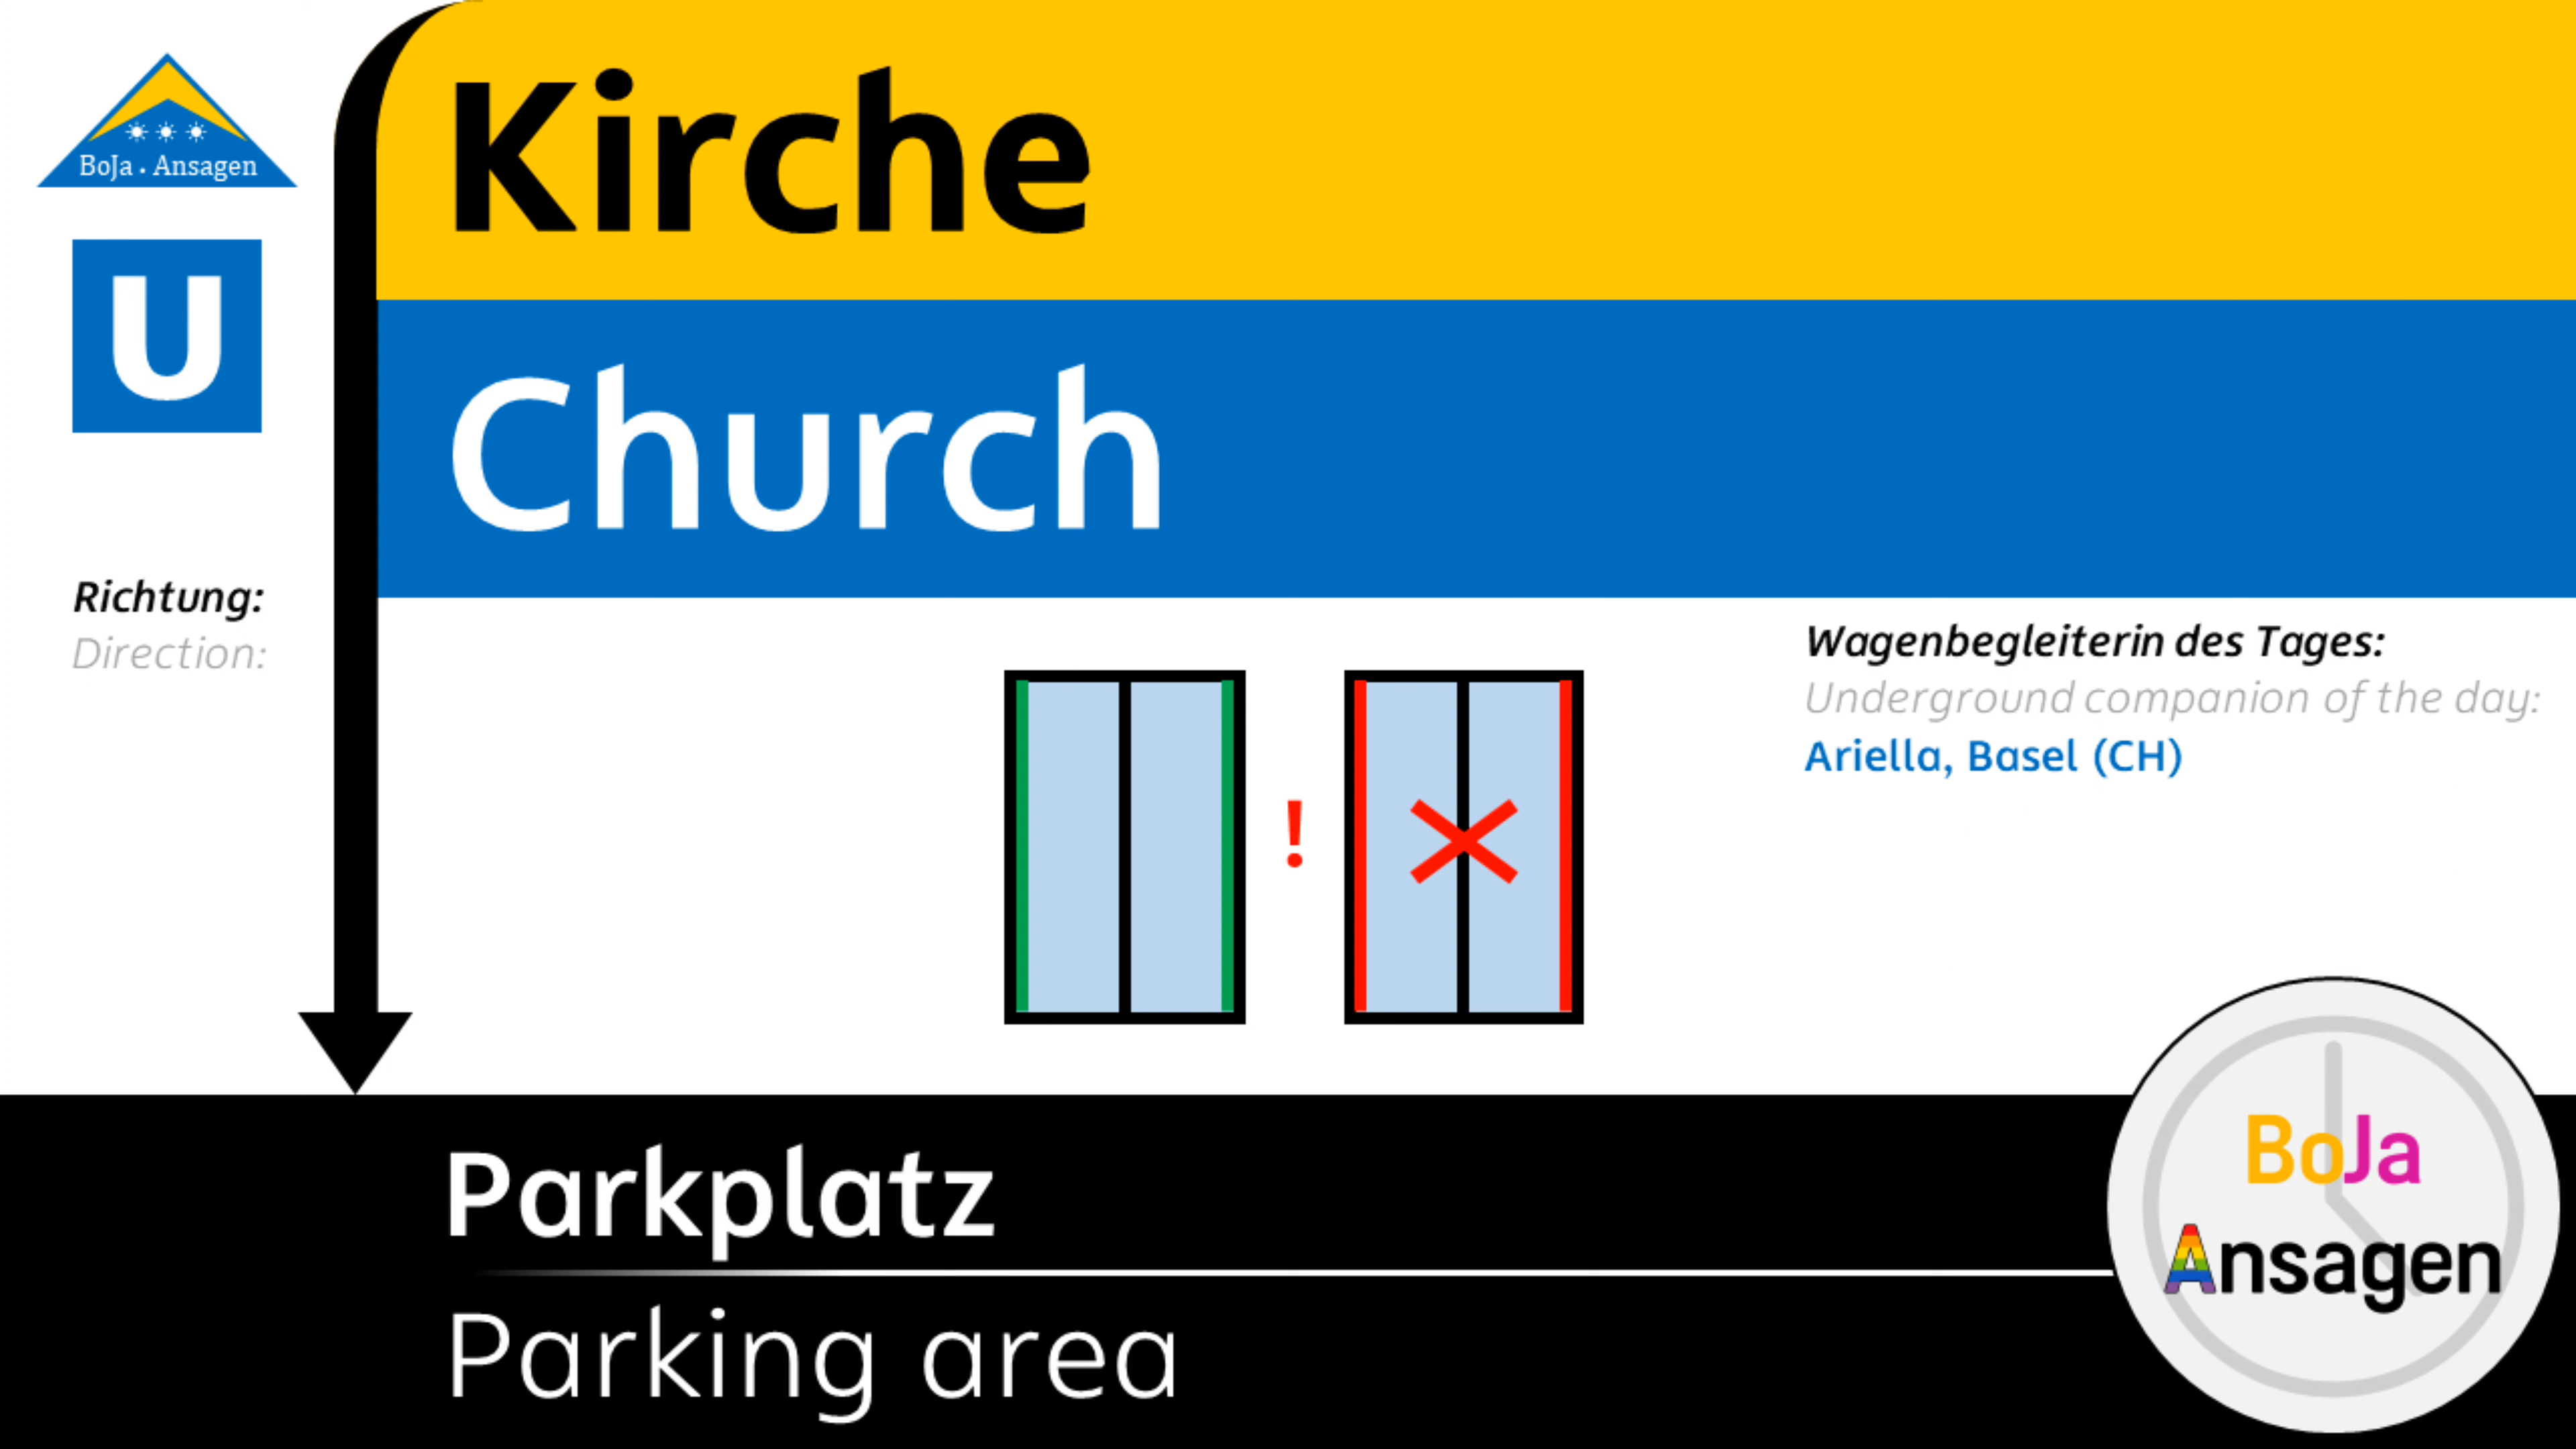 BoJa · Ansagen
U
Kirche
Church
Richtung:
Direction:
!
Wagenbegleiterin des Tages:
Underground companion of the day:
Ariella, Basel (CH)
Parkplatz
Parking area
BoJa
Ansagen